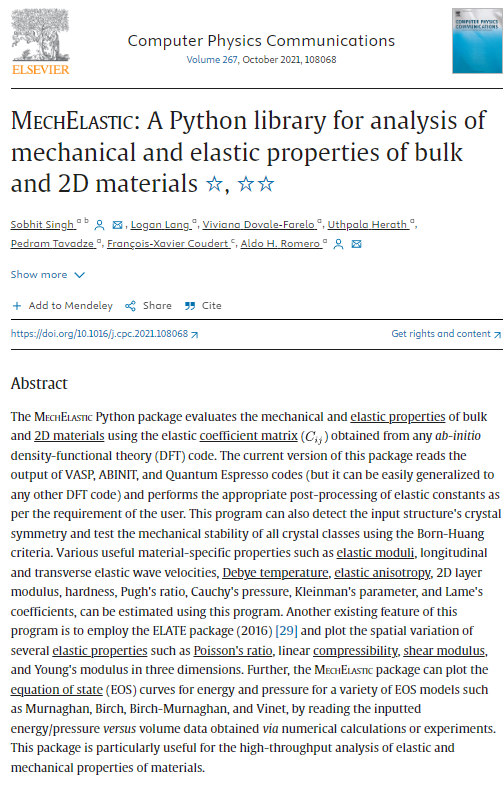 ELSEVIER
Computer Physics Communications
Volume 267, October 2021, 108068
COMPUTER PHYSICS COMMUNICATIONS
MECHELASTIC: A Python library for analysis of
mechanical and elastic properties of bulk
and 2D materials ☆, ☆☆
Sobhit Singh a b, Logan Lang a, Viviana Dovale-Farelo a, Uthpala Herath a,
Pedram Tavadze a, François-Xavier Coudert c, Aldo H. Romero a
Show more
+ Add to Mendeley Share Cite
https://doi.org/10.1016/j.cpc.2021.108068 Get rights and content
Abstract
The MECHELASTIC Python package evaluates the mechanical and elastic properties of bulk
and 2D materials using the elastic coefficient matrix (Cij) obtained from any ab-initio
density-functional theory (DFT) code. The current version of this package reads the
output of VASP, ABINIT, and Quantum Espresso codes (but it can be easily generalized to
any other DFT code) and performs the appropriate post-processing of elastic constants as
per the requirement of the user. This program can also detect the input structure's crystal
symmetry and test the mechanical stability of all crystal classes using the Born-Huang
criteria. Various useful material-specific properties such as elastic moduli, longitudinal
and transverse elastic wave velocities, Debye temperature, elastic anisotropy, 2D layer
modulus, hardness, Pugh's ratio, Cauchy's pressure, Kleinman's parameter, and Lame's
coefficients, can be estimated using this program. Another existing feature of this
program is to employ the ELATE package (2016) [29] and plot the spatial variation of
several elastic properties such as Poisson's ratio, linear compressibility, shear modulus,
and Young's modulus in three dimensions. Further, the MECHELASTIC package can plot the
equation of state (EOS) curves for energy and pressure for a variety of EOS models such
as Murnaghan, Birch, Birch-Murnaghan, and Vinet, by reading the inputted
energy/pressure versus volume data obtained via numerical calculations or experiments.
This package is particularly useful for the high-throughput analysis of elastic and
mechanical properties of materials.